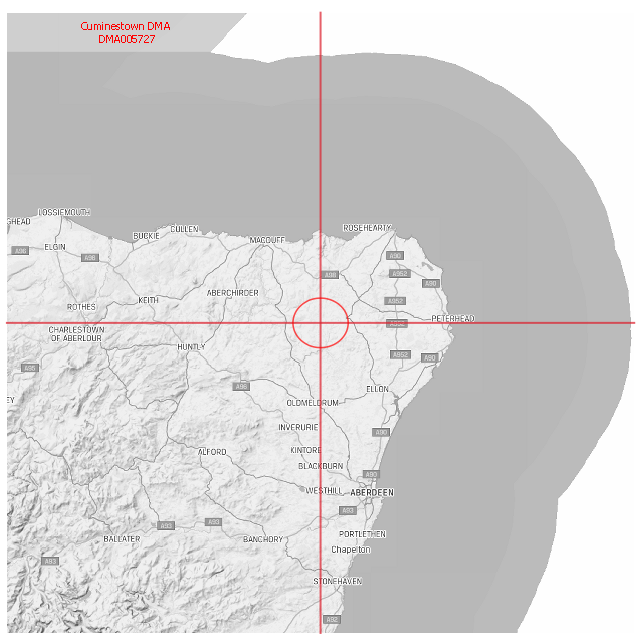 Cuminestown DMA
DMA005727
LOSSIEMOUTH
GHEAD
CULLEN
ROSEHEARTY
BUCKIE
MACDUFF
ELGIN
A96
A98
A90
A98
A952
A90
ABERCHIRDER
KEITH
A952
ROTHES
PETERHEAD
A952
CHARLESTOWN
OF ABERLOUR
HUNTLY
A952
A90
A95
A96
ELLON
EY
OLDMELDRUM
INVERURIE
A90
ALFORD
KINTORE
BLACKBURN
A90
WESTHILL
ABERDEEN
A93
A93
A90
BALLATER
BANCHORY
PORTLETHEN
Chapelton
A93
STONEHAVEN
A92